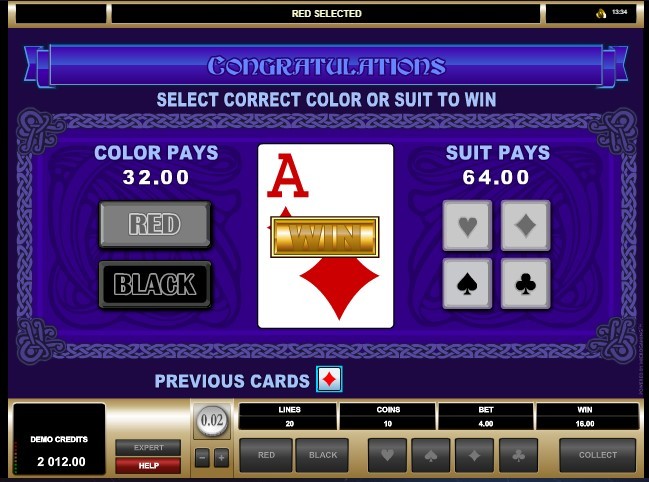 RED SELECTED
13:34
CONGRATULATIONS
SELECT CORRECT COLOR OR SUIT TO WIN
COLOR PAYS
32.00
SUIT PAYS
64.00
A
WIN
RED
BLACK
PREVIOUS CARDS
0.02
LINES
20
COINS
10
BET
4.00
WIN
16.00
DEMO CREDITS
2 012.00
EXPERT
HELP
- +
RED
BLACK
COLLECT